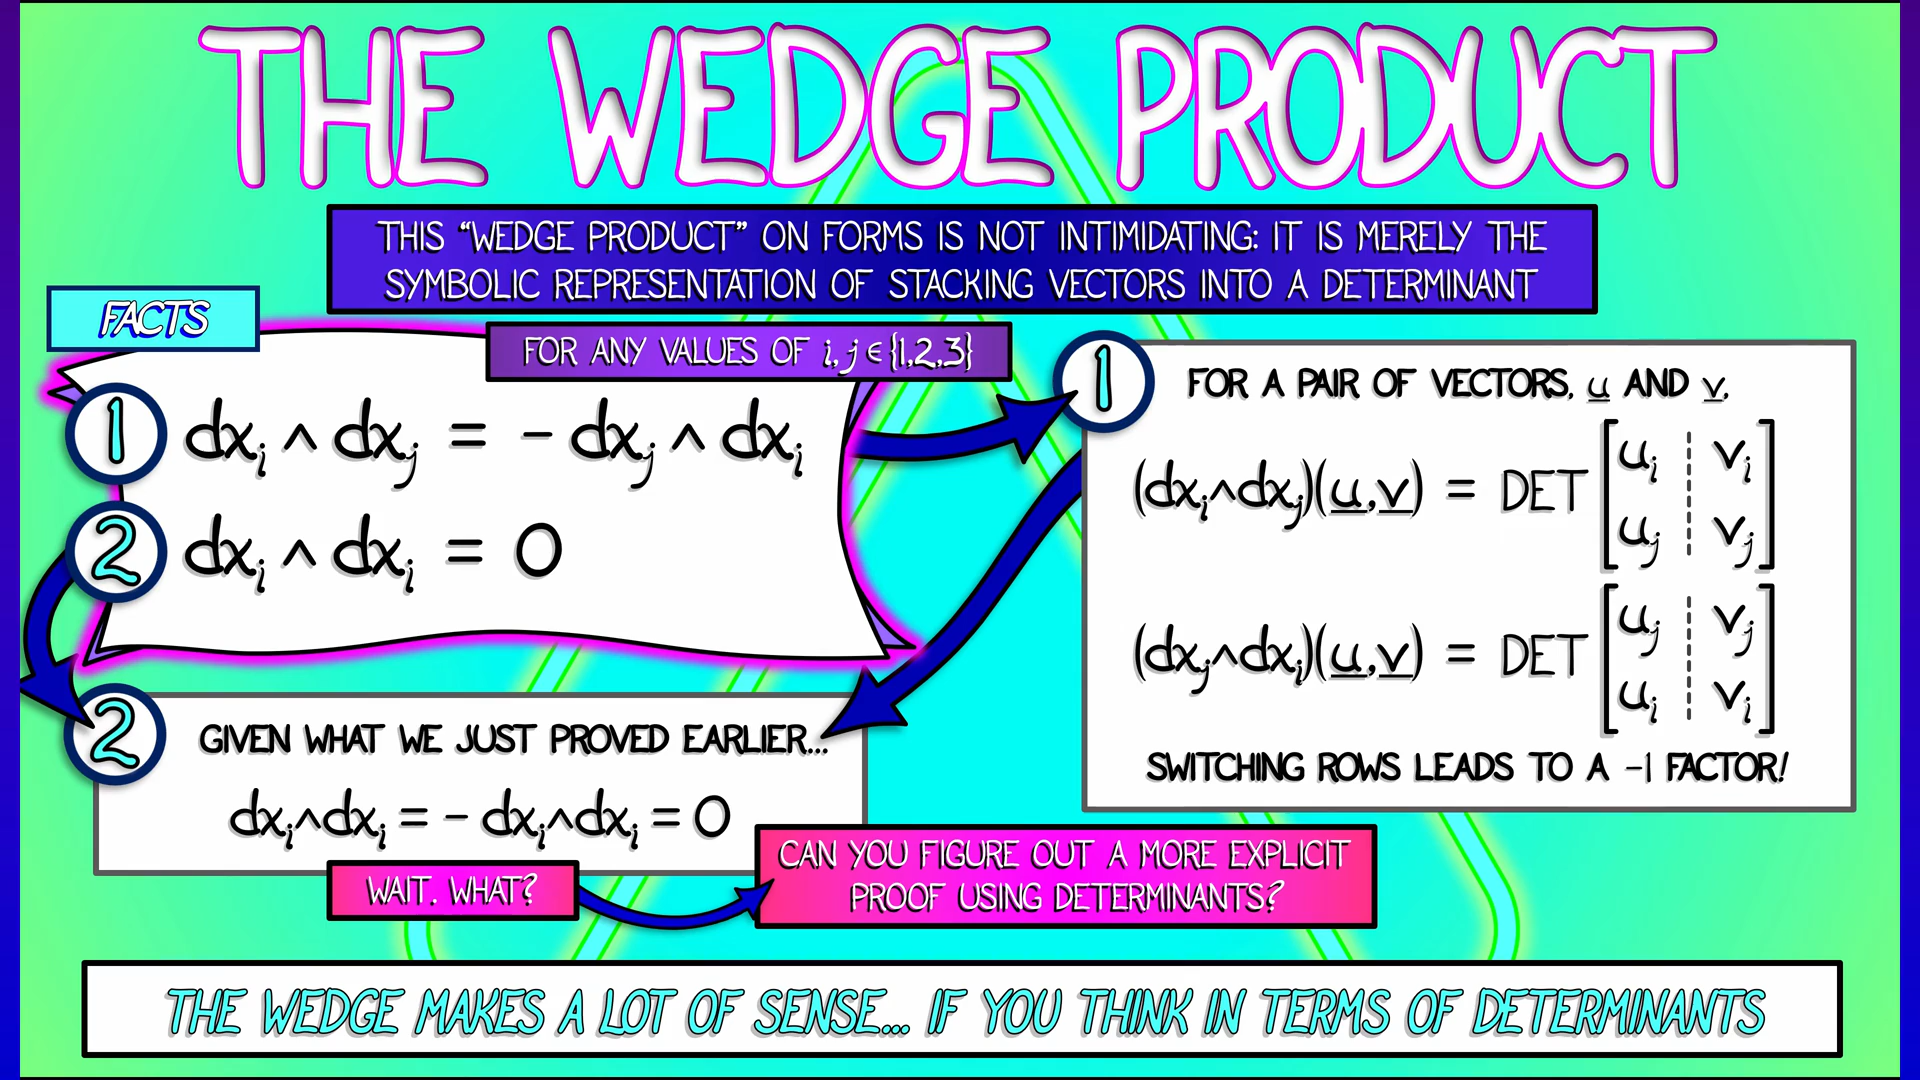 THE WEDGE PRODUCT
THIS “WEDGE PRODUCT” ON FORMS IS NOT INTIMIDATING: IT IS MERELY THE
SYMBOLIC REPRESENTATION OF STACKING VECTORS INTO A DETERMINANT
FACTS
FOR ANY VALUES OF i, j ∈ {1,2,3}
1 dxᵢ ∧ dxⱼ = - dxⱼ ∧ dxᵢ
2 dxᵢ ∧ dxᵢ = 0
1 FOR A PAIR OF VECTORS, u AND v,
(dxᵢ∧dxⱼ)(u,v) = DET [uᵢ ¦ vᵢ
uⱼ ¦ vⱼ]
(dxⱼ∧dxᵢ)(u,v) = DET [uⱼ ¦ vⱼ
uᵢ ¦ vᵢ]
SWITCHING ROWS LEADS TO A -1 FACTOR!
2 GIVEN WHAT WE JUST PROVED EARLIER...
dxᵢ∧dxᵢ = - dxᵢ∧dxᵢ = 0
WAIT. WHAT?
CAN YOU FIGURE OUT A MORE EXPLICIT
PROOF USING DETERMINANTS?
THE WEDGE MAKES A LOT OF SENSE... IF YOU THINK IN TERMS OF DETERMINANTS